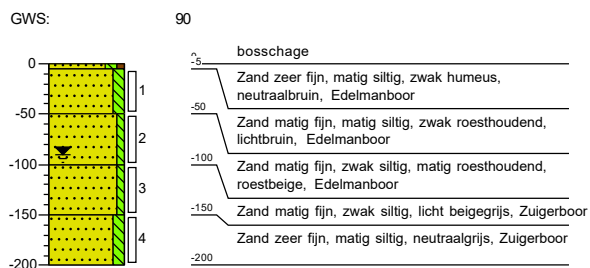 GWS: 90
0
-50
-100
-150
-200
1
2
3
4
0
-5
bosschage
Zand zeer fijn, matig siltig, zwak humeus,
neutraalbruin, Edelmanboor
-50
Zand matig fijn, matig siltig, zwak roesthoudend,
lichtbruin, Edelmanboor
-100
Zand matig fijn, zwak siltig, matig roesthoudend,
roestbeige, Edelmanboor
-150
Zand matig fijn, zwak siltig, licht beigegrijs, Zuigerboor
Zand zeer fijn, matig siltig, neutraalgrijs, Zuigerboor
-200